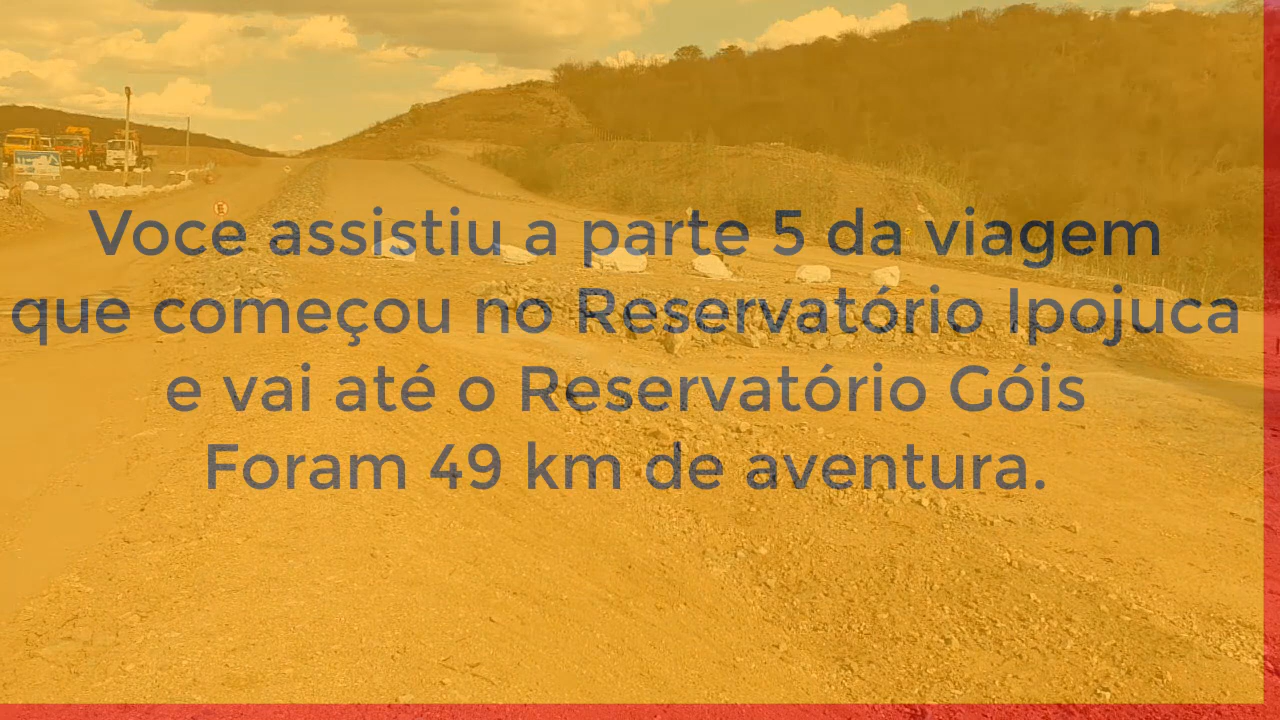 Voce assistiu a parte 5 da viagem
que começou no Reservatório Ipojuca
e vai até o Reservatório Góis
Foram 49 km de aventura.